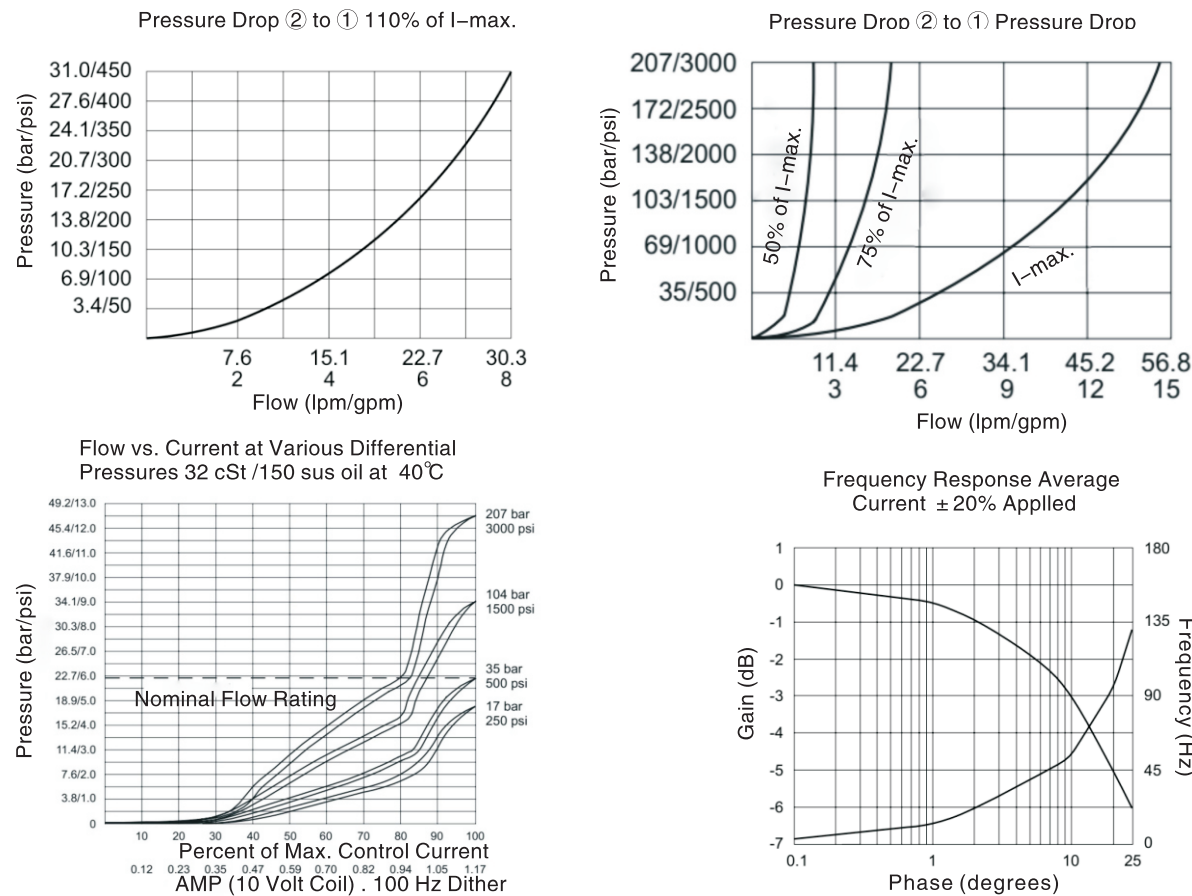 Pressure Drop ② to ① 110% of I-max.
31.0/450
27.6/400
24.1/350
20.7/300
17.2/250
13.8/200
10.3/150
6.9/100
3.4/50
Pressure (bar/psi)
7.6 15.1 22.7 30.3
2 4 6 8
Flow (lpm/gpm)
Pressure Drop ② to ① Pressure Drop
207/3000
172/2500
138/2000
103/1500
69/1000
35/500
Pressure (bar/psi)
50% of I-max.
75% of I-max.
I-max.
11.4 22.7 34.1 45.2 56.8
3 6 9 12 15
Flow (lpm/gpm)
Flow vs. Current at Various Differential
Pressures 32 cSt /150 sus oil at 40℃
49.2/13.0
45.4/12.0
41.6/11.0
37.9/10.0
34.1/9.0
30.3/8.0
26.5/7.0
22.7/6.0
18.9/5.0
15.2/4.0
11.4/3.0
7.6/2.0
3.8/1.0
0
Pressure (bar/psi)
Nominal Flow Rating
207 bar
3000 psi
104 bar
1500 psi
35 bar
500 psi
17 bar
250 psi
10 20 30 40 50 60 70 80 90 100
Percent of Max. Control Current
0.12 0.23 0.35 0.47 0.59 0.70 0.82 0.94 1.05 1.17
AMP (10 Volt Coil) . 100 Hz Dither
Frequency Response Average
Current ±20% Applled
1
0
-1
-2
-3
-4
-5
-6
-7
Gain (dB)
180
135
90
45
0
Frequency (Hz)
0.1 1 10 25
Phase (degrees)